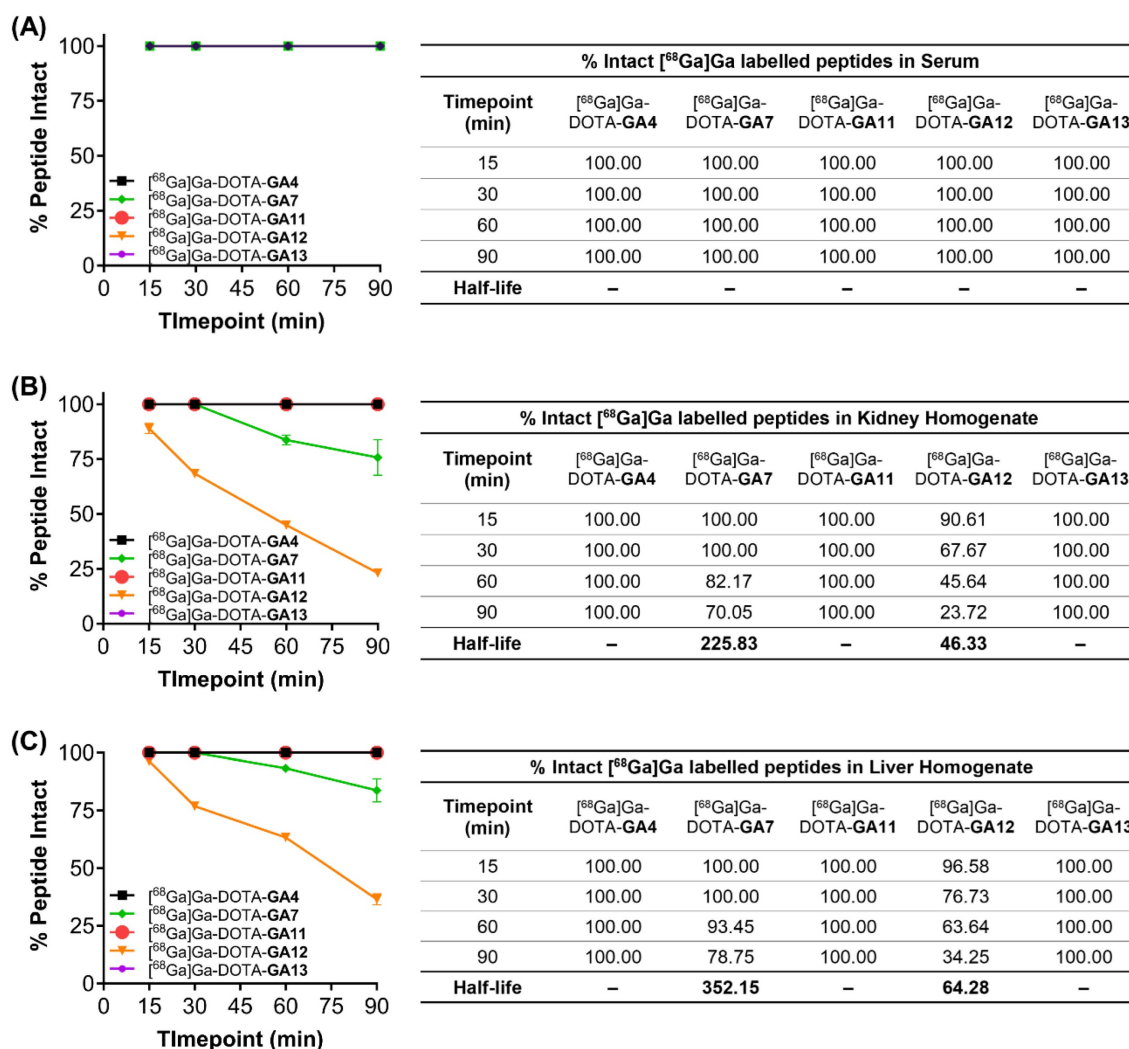 (A)
% Peptide Intact
100
75
50
25
0
[⁶⁸Ga]Ga-DOTA-GA4
[⁶⁸Ga]Ga-DOTA-GA7
[⁶⁸Ga]Ga-DOTA-GA11
[⁶⁸Ga]Ga-DOTA-GA12
[⁶⁸Ga]Ga-DOTA-GA13
0 15 30 45 60 75 90
TImepoint (min)
% Intact [⁶⁸Ga]Ga labelled peptides in Serum
Timepoint [⁶⁸Ga]Ga- [⁶⁸Ga]Ga- [⁶⁸Ga]Ga- [⁶⁸Ga]Ga- [⁶⁸Ga]Ga-
(min) DOTA-GA4 DOTA-GA7 DOTA-GA11 DOTA-GA12 DOTA-GA13
15 100.00 100.00 100.00 100.00 100.00
30 100.00 100.00 100.00 100.00 100.00
60 100.00 100.00 100.00 100.00 100.00
90 100.00 100.00 100.00 100.00 100.00
Half-life – – – – –
(B)
% Peptide Intact
100
75
50
25
0
[⁶⁸Ga]Ga-DOTA-GA4
[⁶⁸Ga]Ga-DOTA-GA7
[⁶⁸Ga]Ga-DOTA-GA11
[⁶⁸Ga]Ga-DOTA-GA12
[⁶⁸Ga]Ga-DOTA-GA13
0 15 30 45 60 75 90
TImepoint (min)
% Intact [⁶⁸Ga]Ga labelled peptides in Kidney Homogenate
Timepoint [⁶⁸Ga]Ga- [⁶⁸Ga]Ga- [⁶⁸Ga]Ga- [⁶⁸Ga]Ga- [⁶⁸Ga]Ga-
(min) DOTA-GA4 DOTA-GA7 DOTA-GA11 DOTA-GA12 DOTA-GA13
15 100.00 100.00 100.00 90.61 100.00
30 100.00 100.00 100.00 67.67 100.00
60 100.00 82.17 100.00 45.64 100.00
90 100.00 70.05 100.00 23.72 100.00
Half-life – 225.83 – 46.33 –
(C)
% Peptide Intact
100
75
50
25
0
[⁶⁸Ga]Ga-DOTA-GA4
[⁶⁸Ga]Ga-DOTA-GA7
[⁶⁸Ga]Ga-DOTA-GA11
[⁶⁸Ga]Ga-DOTA-GA12
[⁶⁸Ga]Ga-DOTA-GA13
0 15 30 45 60 75 90
TImepoint (min)
% Intact [⁶⁸Ga]Ga labelled peptides in Liver Homogenate
Timepoint [⁶⁸Ga]Ga- [⁶⁸Ga]Ga- [⁶⁸Ga]Ga- [⁶⁸Ga]Ga- [⁶⁸Ga]Ga-
(min) DOTA-GA4 DOTA-GA7 DOTA-GA11 DOTA-GA12 DOTA-GA13
15 100.00 100.00 100.00 96.58 100.00
30 100.00 100.00 100.00 76.73 100.00
60 100.00 93.45 100.00 63.64 100.00
90 100.00 78.75 100.00 34.25 100.00
Half-life – 352.15 – 64.28 –